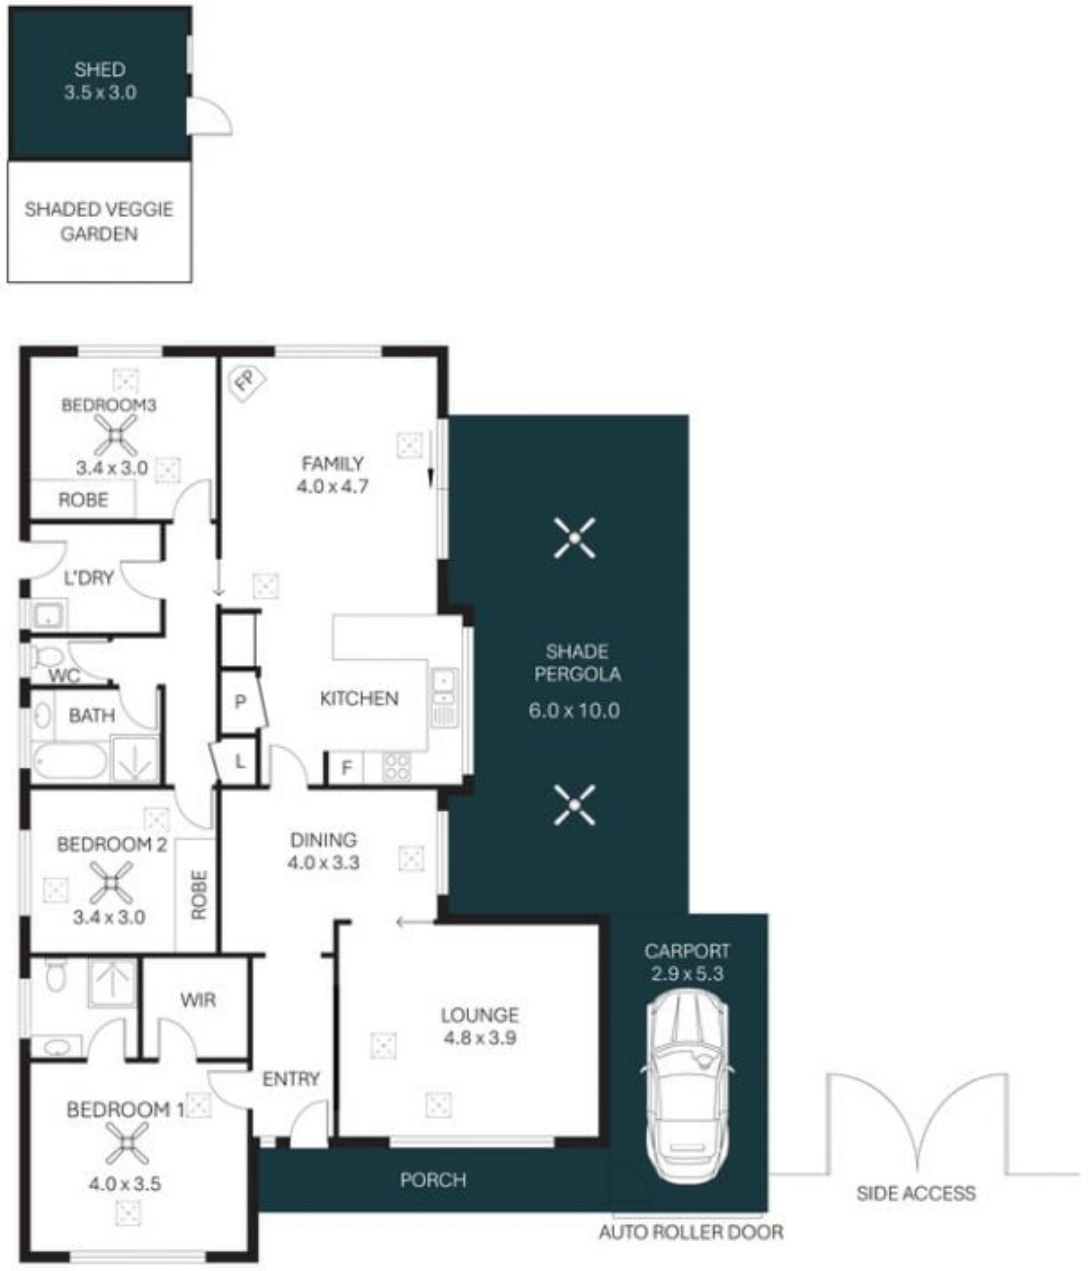 SHED
3.5 x 3.0
SHADED VEGGIE
GARDEN
FP
BEDROOM3
3.4 x 3.0
ROBE
FAMILY
4.0 x 4.7
L'DRY
WC
BATH
P
L
KITCHEN
F
SHADE
PERGOLA
6.0 x 10.0
BEDROOM 2
3.4 x 3.0
ROBE
DINING
4.0 x 3.3
WIR
LOUNGE
4.8 x 3.9
CARPORT
2.9 x 5.3
ENTRY
BEDROOM 1
4.0 x 3.5
PORCH
SIDE ACCESS
AUTO ROLLER DOOR